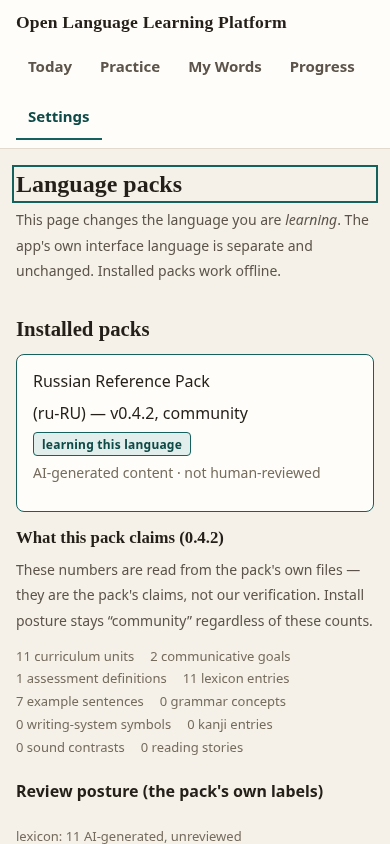 Open Language Learning Platform
Today Practice My Words Progress
Settings
Language packs
This page changes the language you are learning. The
app's own interface language is separate and
unchanged. Installed packs work offline.
Installed packs
Russian Reference Pack
(ru-RU) — v0.4.2, community
learning this language
AI-generated content · not human-reviewed
What this pack claims (0.4.2)
These numbers are read from the pack's own files —
they are the pack's claims, not our verification. Install
posture stays “community” regardless of these counts.
11 curriculum units 2 communicative goals
1 assessment definitions 11 lexicon entries
7 example sentences 0 grammar concepts
0 writing-system symbols 0 kanji entries
0 sound contrasts 0 reading stories
Review posture (the pack's own labels)
lexicon: 11 AI-generated, unreviewed